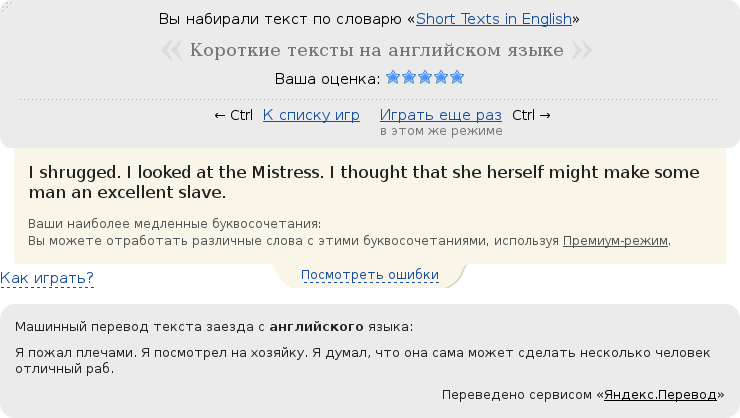 Вы набирали текст по словарю «Short Texts in English»
« Короткие тексты на английском языке »
Ваша оценка:
← Ctrl К списку игр Играть еще раз Ctrl →
в этом же режиме
I shrugged. I looked at the Mistress. I thought that she herself might make some
man an excellent slave.
Ваши наиболее медленные буквосочетания:
Вы можете отработать различные слова с этими буквосочетаниями, используя Премиум-режим.
Как играть?
Посмотреть ошибки
Машинный перевод текста заезда с английского языка:
Я пожал плечами. Я посмотрел на хозяйку. Я думал, что она сама может сделать несколько человек
отличный раб.
Переведено сервисом «Яндекс.Перевод»